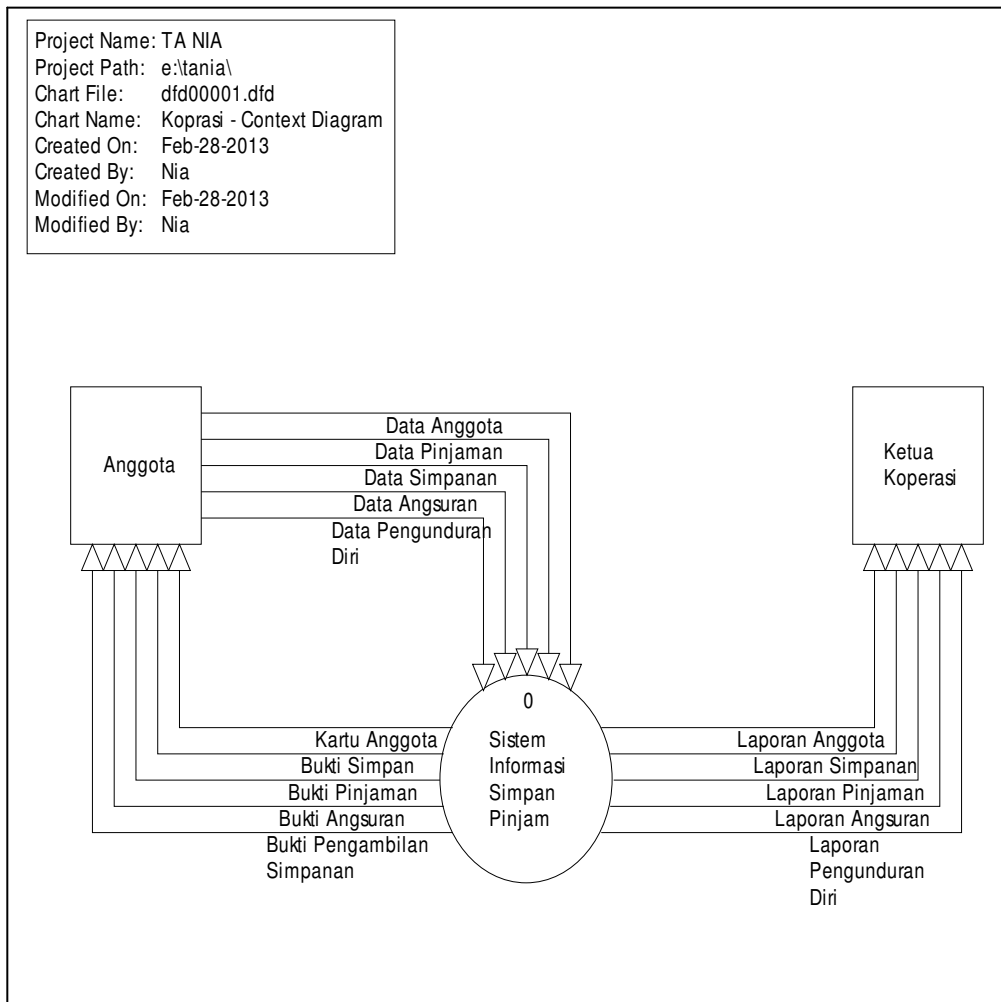 Project Name: TA NIA
Project Path: e:\tania\
Chart File: dfd00001.dfd
Chart Name: Koprasi - Context Diagram
Created On: Feb-28-2013
Created By: Nia
Modified On: Feb-28-2013
Modified By: Nia
Anggota
Data Anggota
Data Pinjaman
Data Simpanan
Data Angsuran
Data Pengunduran
Diri
Ketua
Koperasi
0
Sistem
Informasi
Simpan
Pinjam
Kartu Anggota
Bukti Simpan
Bukti Pinjaman
Bukti Angsuran
Bukti Pengambilan
Simpanan
Laporan Anggota
Laporan Simpanan
Laporan Pinjaman
Laporan Angsuran
Laporan
Pengunduran
Diri